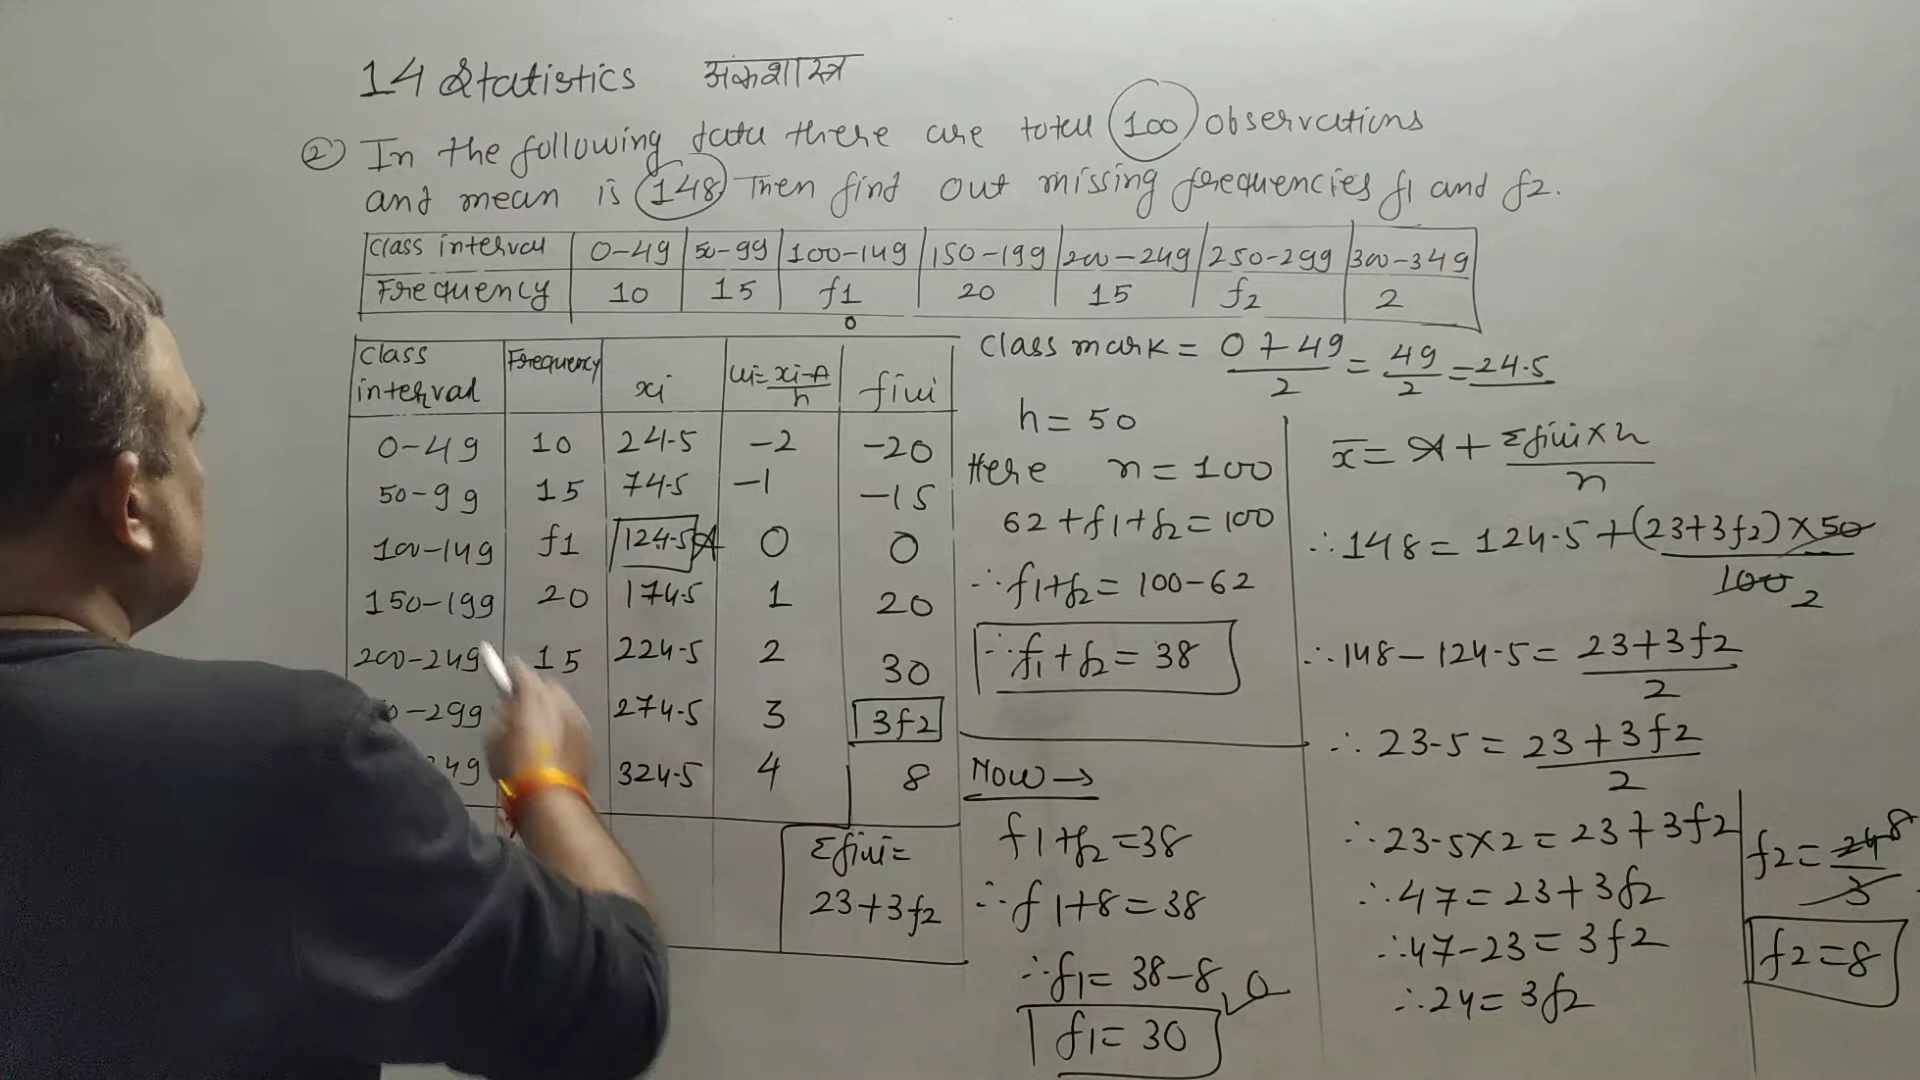 14 Statistics अंकशास्त्र
② In the following data there are total 100 observations
and mean is 148 Then find out missing frequencies f1 and f2.
Class interval 0-49 50-99 100-149 150-199 200-249 250-299 300-349
Frequency 10 15 f1 20 15 f2 2
Class interval Frequency xi ui=xi-A/h fiui
0-49 10 24.5 -2 -20
50-99 15 74.5 -1 -15
100-149 f1 124.5 A 0 0
150-199 20 174.5 1 20
200-249 15 224.5 2 30
0-299 274.5 3 3f2
49 324.5 4 8
Σfiui=
23+3f2
Class mark = 0+49/2 = 49/2 = 24.5
h = 50
Here n = 100
62+f1+f2=100
∴f1+f2= 100-62
∴f1+f2= 38
Now →
f1+f2=38
∴f1+8=38
∴f1= 38-8
f1= 30
x̄ = A + Σfiui×h/n
∴148= 124.5+(23+3f2)×50/100 2
∴148-124.5= 23+3f2/2
∴23.5= 23+3f2/2
∴23.5×2=23+3f2
∴47=23+3f2
∴47-23=3f2
∴24= 3f2
f2=24/3 8
f2=8